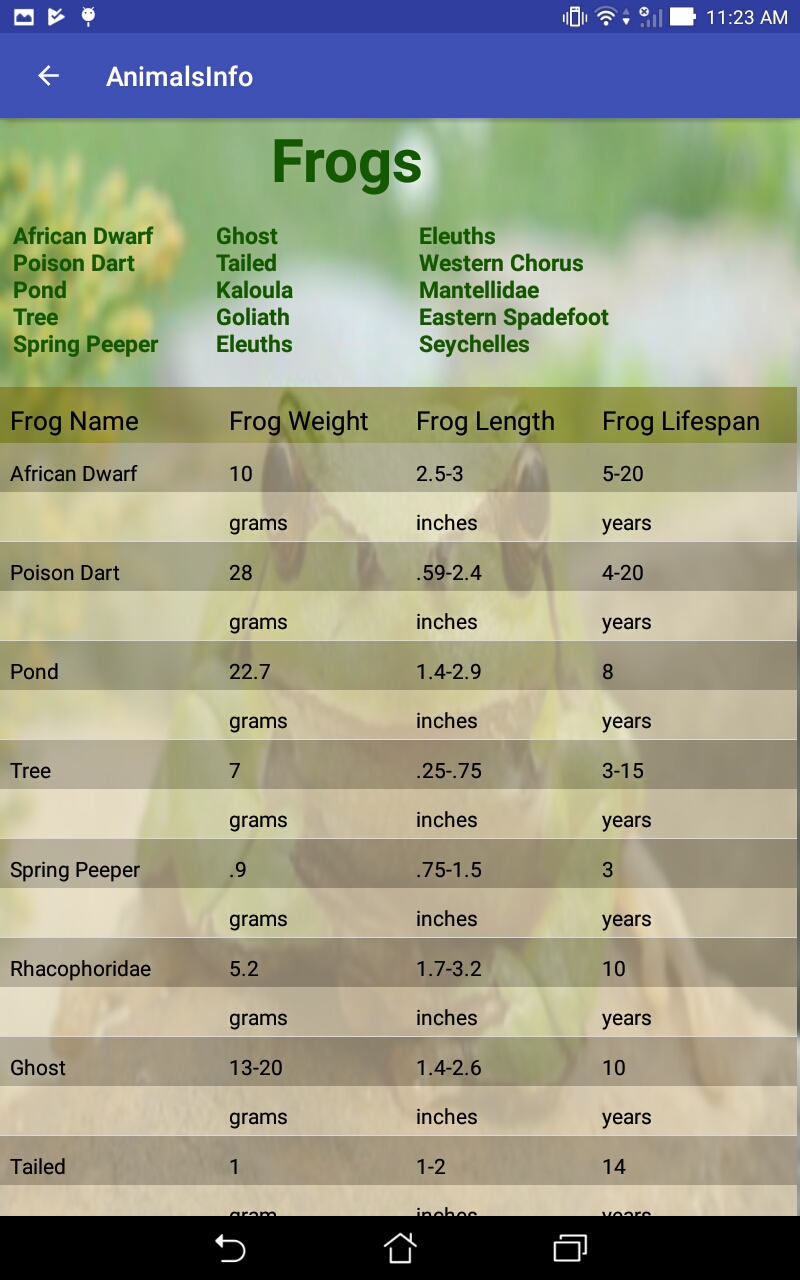 11:23 AM
AnimalsInfo
Frogs
African Dwarf Ghost Eleuths
Poison Dart Tailed Western Chorus
Pond Kaloula Mantellidae
Tree Goliath Eastern Spadefoot
Spring Peeper Eleuths Seychelles
Frog Name Frog Weight Frog Length Frog Lifespan
African Dwarf 10 2.5-3 5-20
grams inches years
Poison Dart 28 .59-2.4 4-20
grams inches years
Pond 22.7 1.4-2.9 8
grams inches years
Tree 7 .25-.75 3-15
grams inches years
Spring Peeper .9 .75-1.5 3
grams inches years
Rhacophoridae 5.2 1.7-3.2 10
grams inches years
Ghost 13-20 1.4-2.6 10
grams inches years
Tailed 1 1-2 14
gram inches years